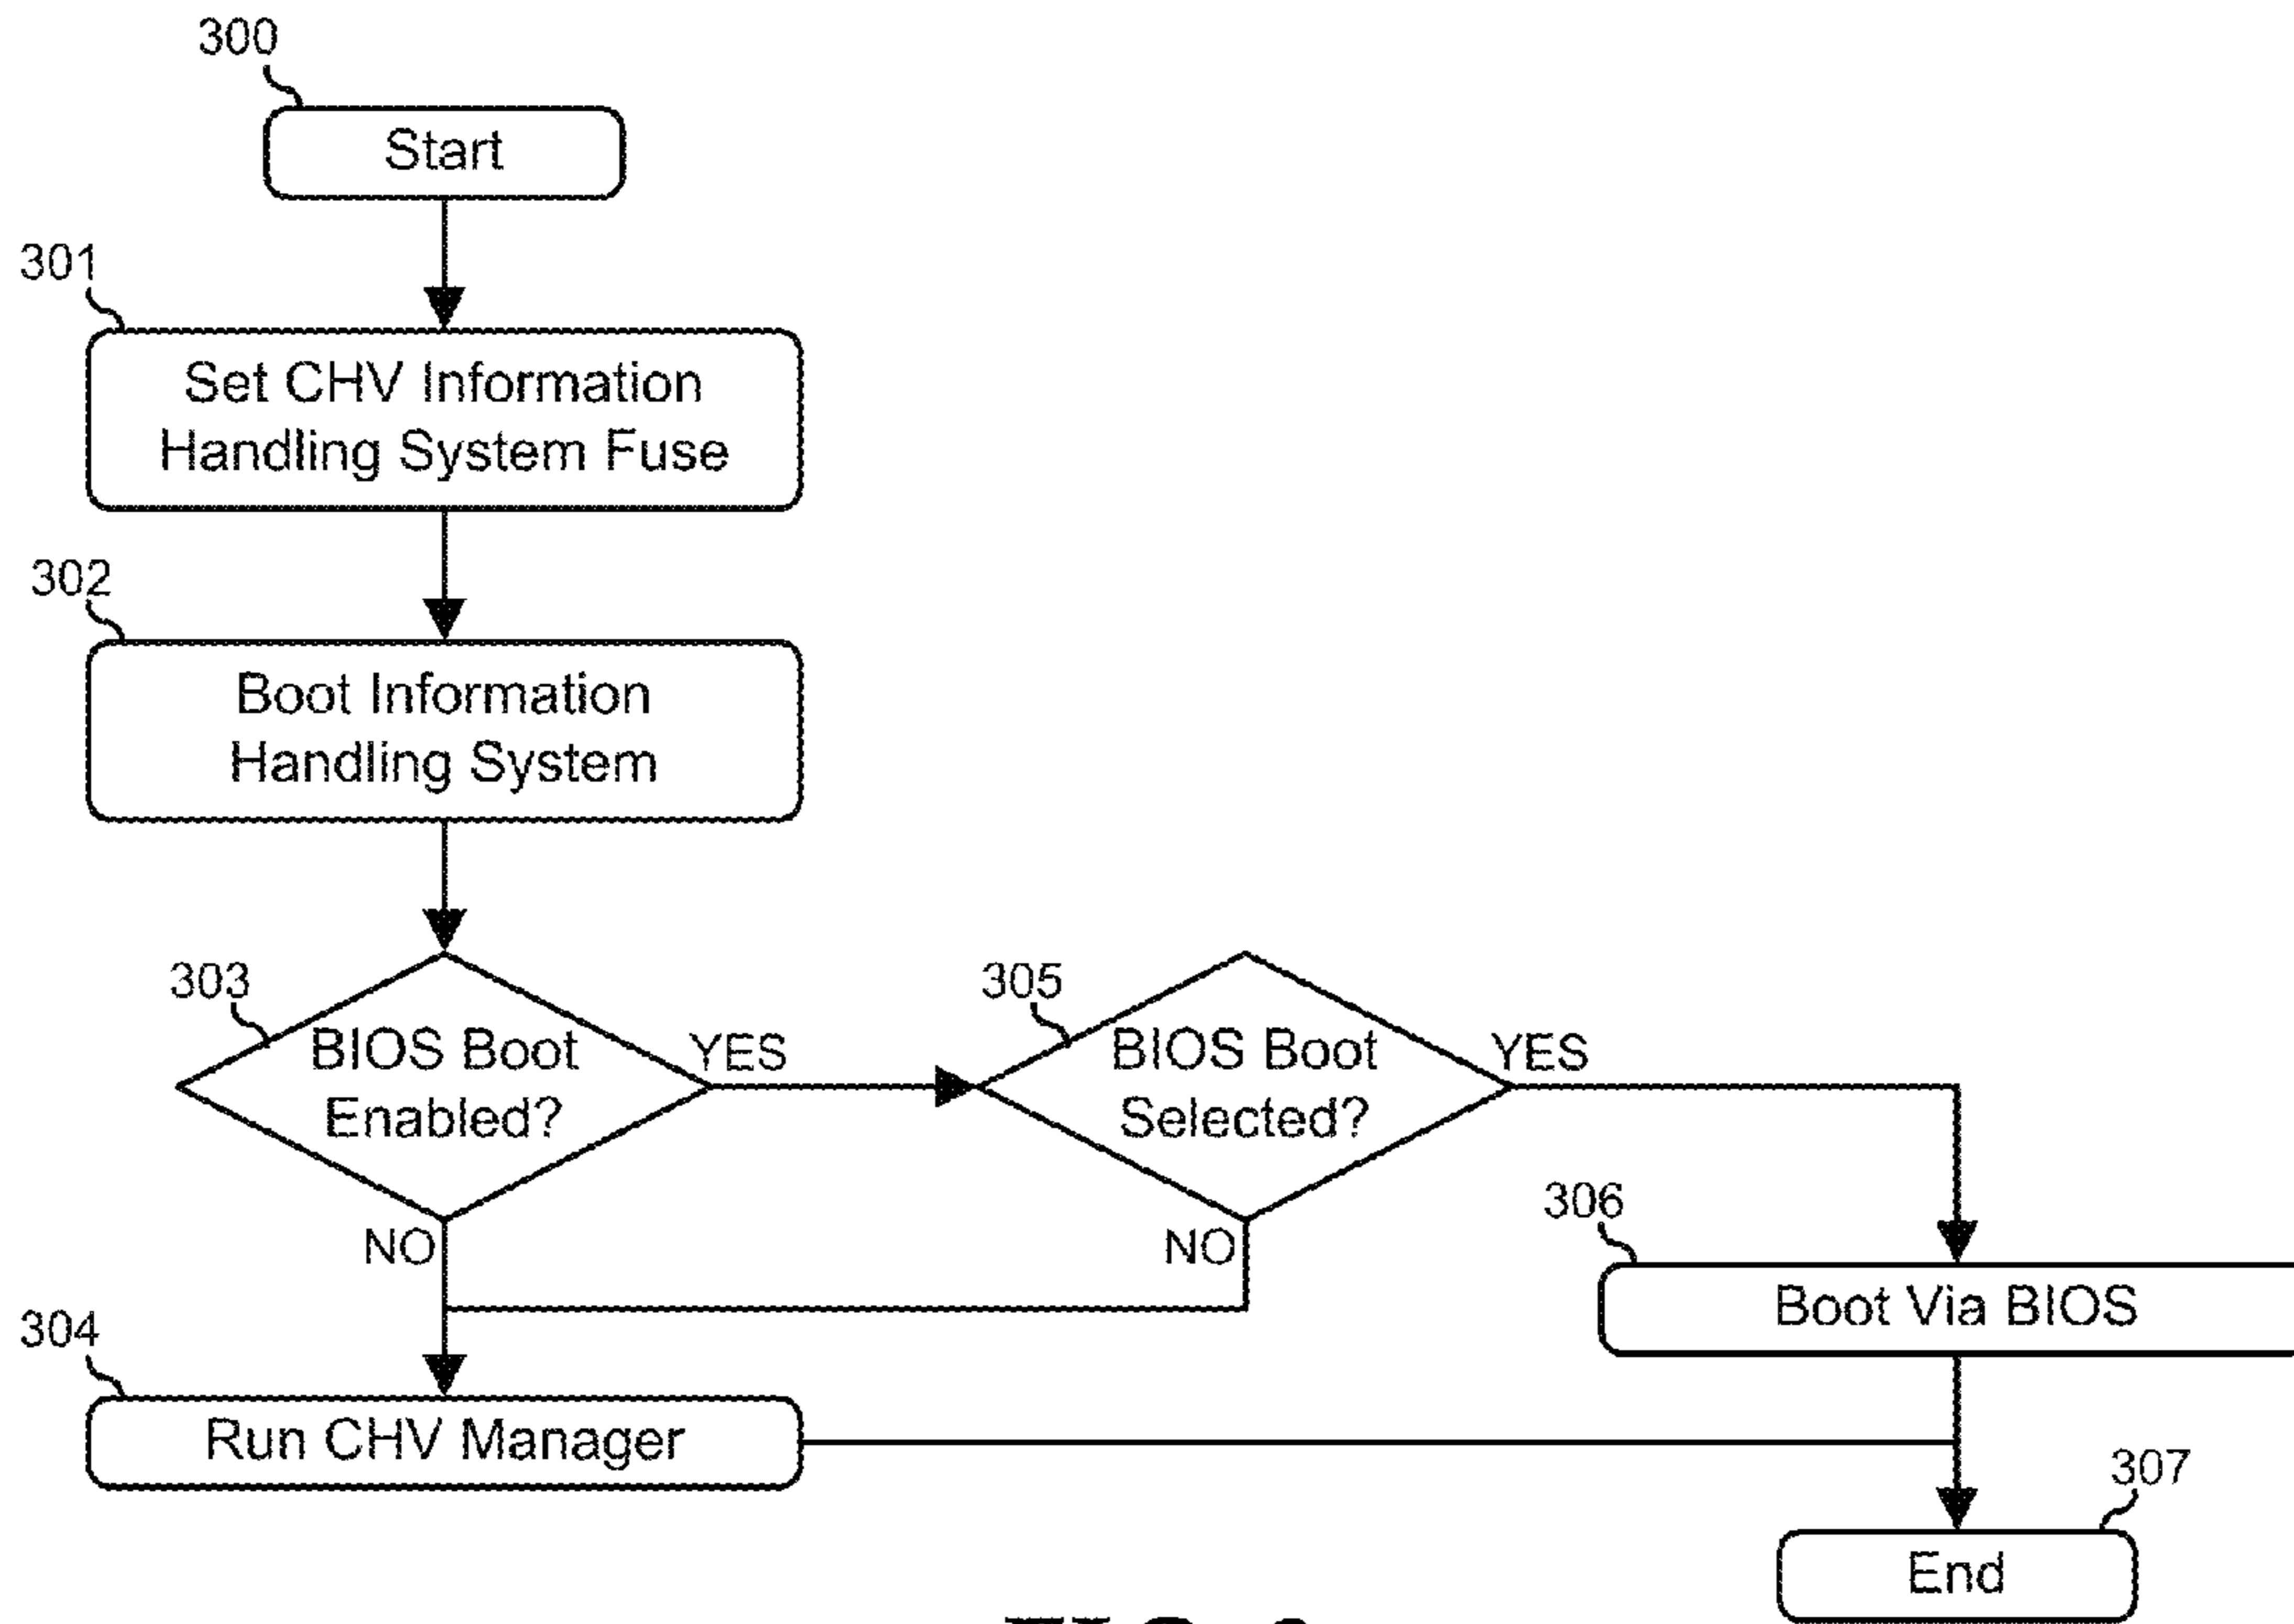 300
Start
301
Set CHV Information
Handling System Fuse
302
Boot Information
Handling System
303
BIOS Boot
Enabled?
YES
NO
305
BIOS Boot
Selected?
YES
NO
306
Boot Via BIOS
304
Run CHV Manager
307
End